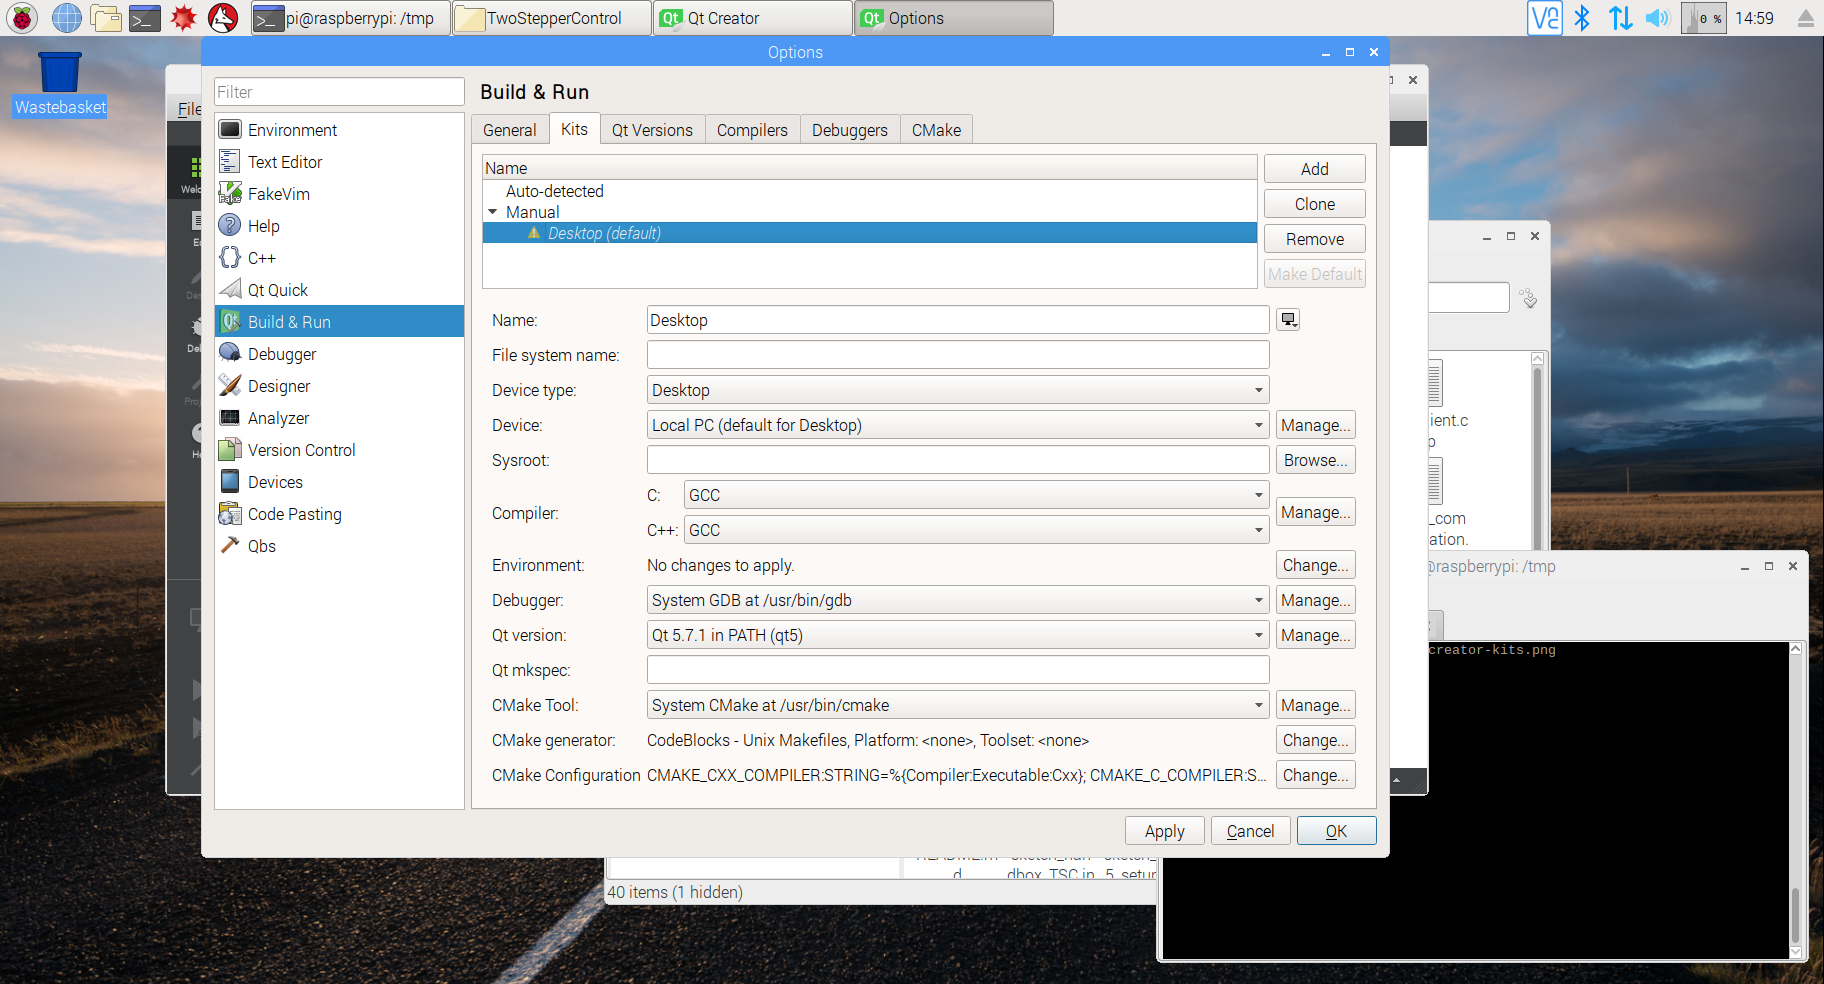 pi@raspberrypi: /tmp
TwoStepperControl
Qt Creator
Options
0 %
14:59
Wastebasket
Options
File
Filter
Environment
Text Editor
FakeVim
Help
C++
Qt Quick
Build & Run
Debugger
Designer
Analyzer
Version Control
Devices
Code Pasting
Qbs
Build & Run
General
Kits
Qt Versions
Compilers
Debuggers
CMake
Name
Auto-detected
Manual
Desktop (default)
Add
Clone
Remove
Make Default
Name:
Desktop
File system name:
Device type:
Desktop
Device:
Local PC (default for Desktop)
Manage...
Sysroot:
Browse...
Compiler:
C:
GCC
C++:
GCC
Manage...
Environment:
No changes to apply.
Change...
Debugger:
System GDB at /usr/bin/gdb
Manage...
Qt version:
Qt 5.7.1 in PATH (qt5)
Manage...
Qt mkspec:
CMake Tool:
System CMake at /usr/bin/cmake
Manage...
CMake generator:
CodeBlocks - Unix Makefiles, Platform: <none>, Toolset: <none>
Change...
CMake Configuration
CMAKE_CXX_COMPILER:STRING=%{Compiler:Executable:Cxx}; CMAKE_C_COMPILER:S...
Change...
Apply
Cancel
OK
ient.c
p
_com
ation.
@raspberrypi: /tmp
creator-kits.png
40 items (1 hidden)